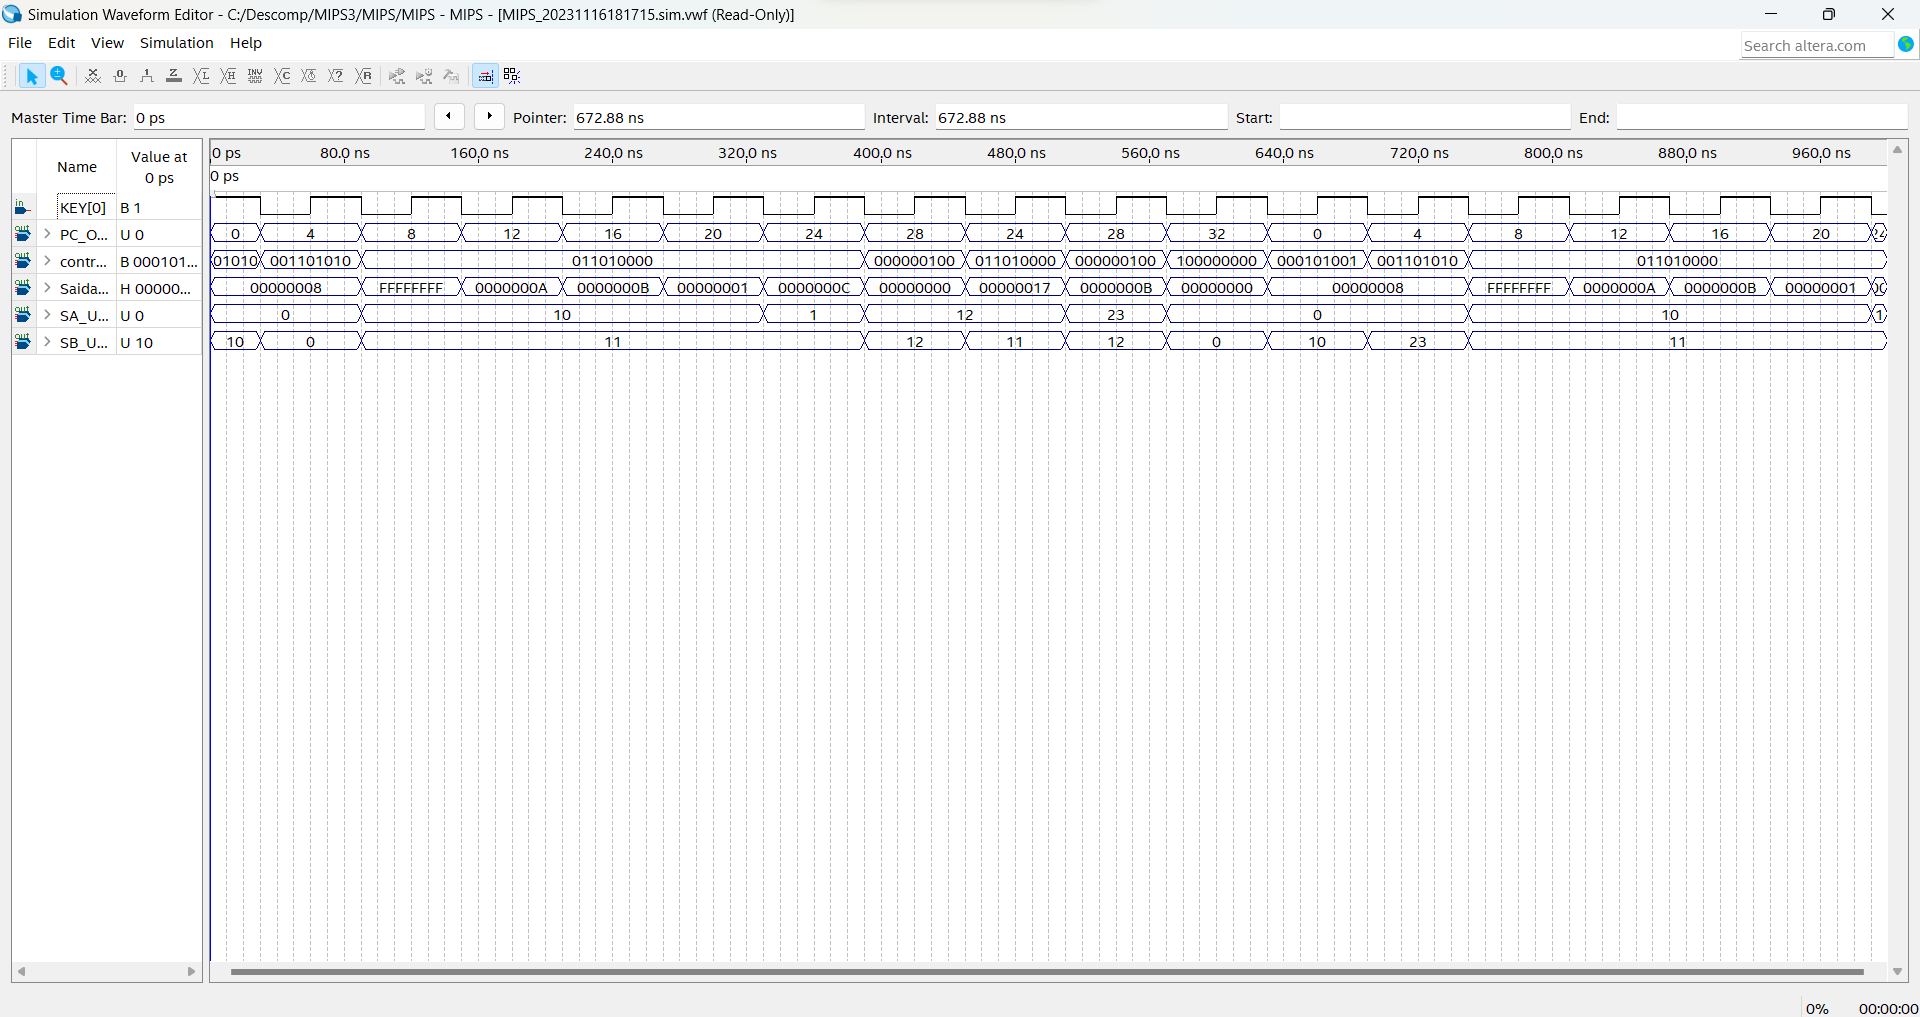 Simulation Waveform Editor - C:/Descomp/MIPS3/MIPS/MIPS - MIPS - [MIPS_20231116181715.sim.vwf (Read-Only)]
File Edit View Simulation Help
Search altera.com
Master Time Bar: 0 ps Pointer: 672.88 ns Interval: 672.88 ns Start: End:
Name Value at 0 ps
0 ps 80.0 ns 160.0 ns 240.0 ns 320.0 ns 400.0 ns 480.0 ns 560.0 ns 640.0 ns 720.0 ns 800.0 ns 880.0 ns 960.0 ns
0 ps
KEY[0] B 1
PC_O... U 0 0 4 8 12 16 20 24 28 24 28 32 0 4 8 12 16 20 24
contr... B 000101... 01010 001101010 011010000 000000100 011010000 000000100 100000000 000101001 001101010 011010000
Saida... H 00000... 00000008 FFFFFFFF 0000000A 0000000B 00000001 0000000C 00000000 00000017 0000000B 00000000 00000008 FFFFFFFF 0000000A 0000000B 00000001
SA_U... U 0 0 10 1 12 23 0 10 1
SB_U... U 10 10 0 11 12 11 12 0 10 23 11
0% 00:00:00